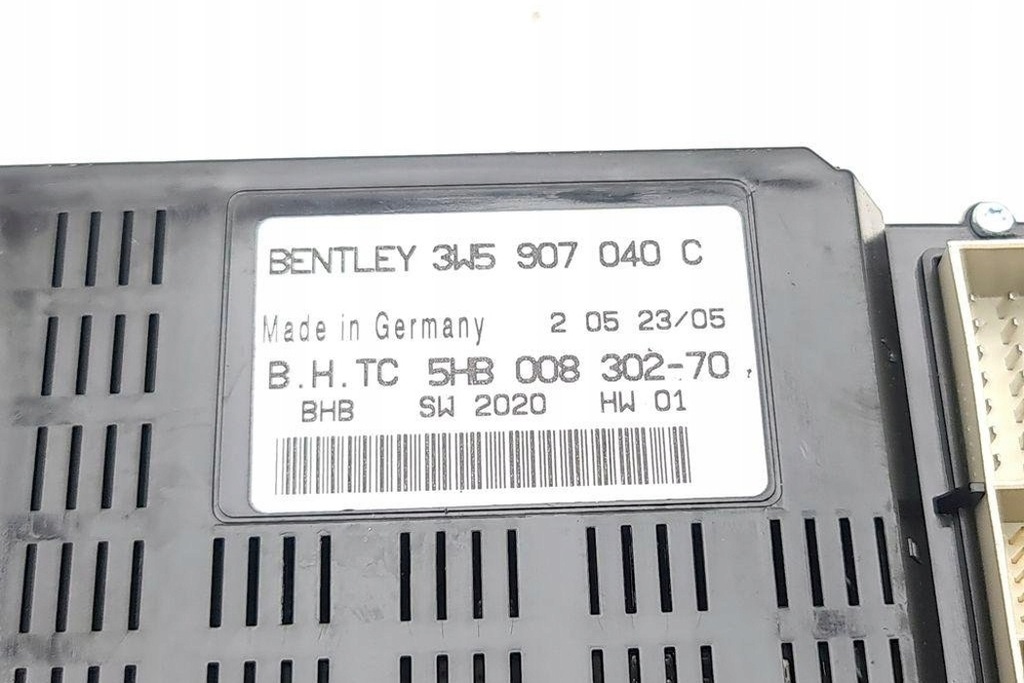 BENTLEY 3W5 907 040 C
Made in Germany 2 05 23/05
B.H.TC 5HB 008 302-70
BHB SW 2020 HW 01